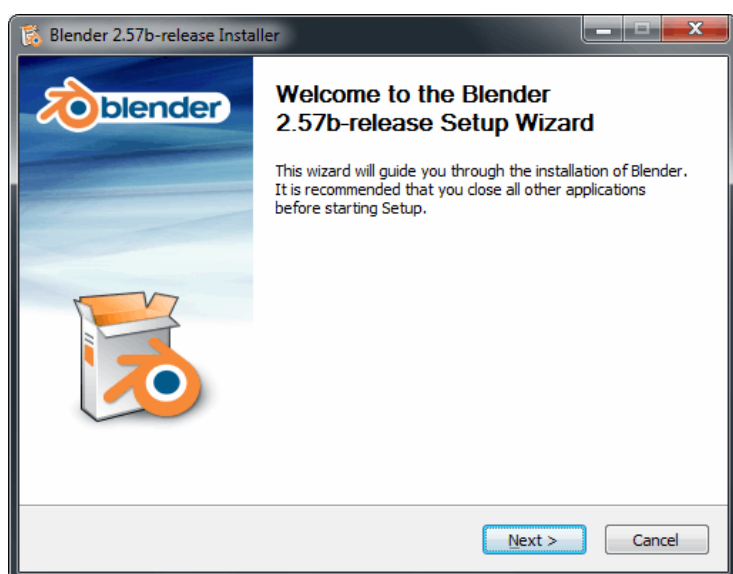 Blender 2.57b-release Installer
blender
Welcome to the Blender
2.57b-release Setup Wizard
This wizard will guide you through the installation of Blender.
It is recommended that you close all other applications
before starting Setup.
Next >
Cancel